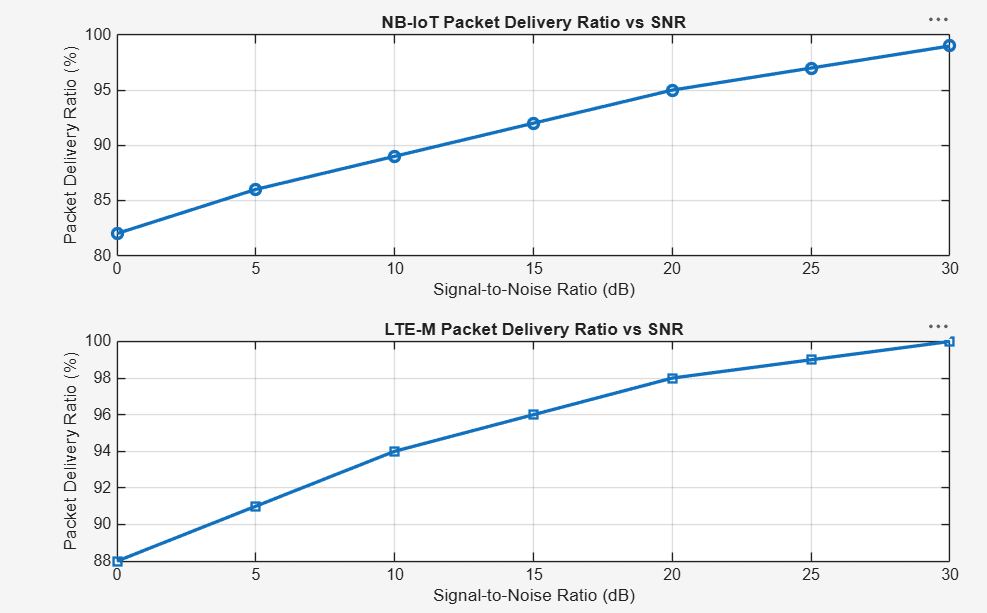 NB-IoT Packet Delivery Ratio vs SNR
Packet Delivery Ratio (%)
100
95
90
85
80
0 5 10 15 20 25 30
Signal-to-Noise Ratio (dB)
LTE-M Packet Delivery Ratio vs SNR
Packet Delivery Ratio (%)
100
98
96
94
92
90
88
0 5 10 15 20 25 30
Signal-to-Noise Ratio (dB)